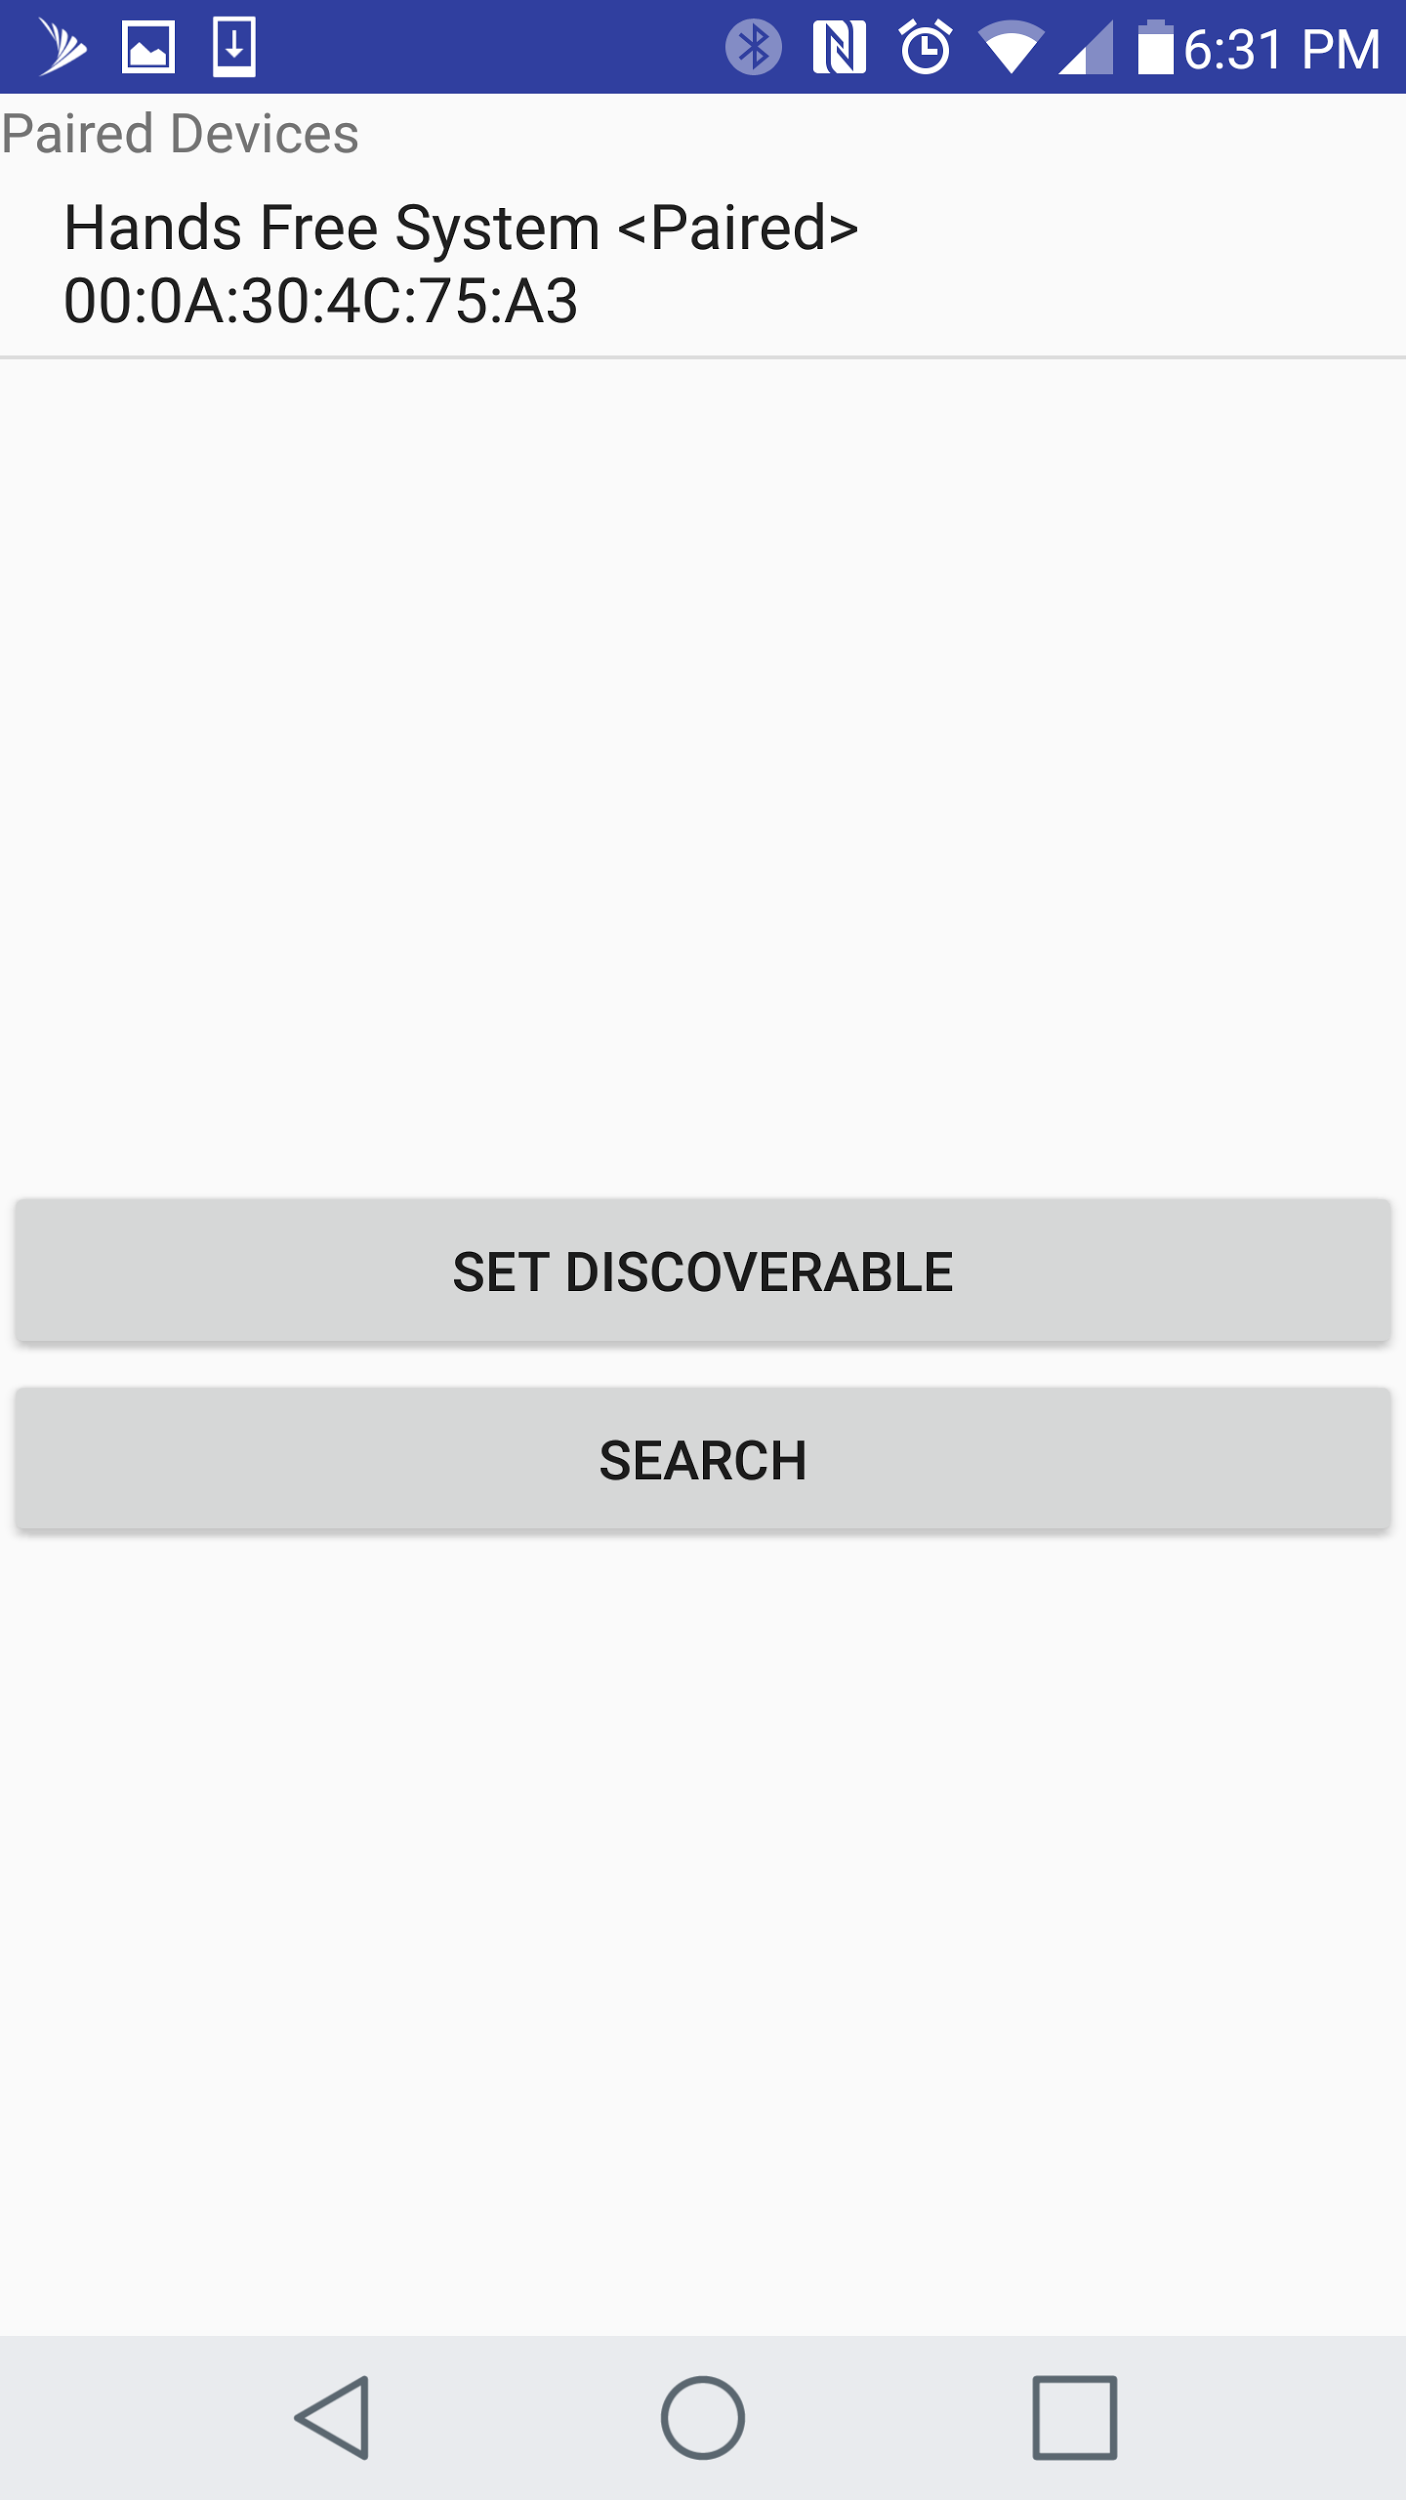 6:31 PM
Paired Devices
Hands Free System <Paired>
00:0A:30:4C:75:A3
SET DISCOVERABLE
SEARCH